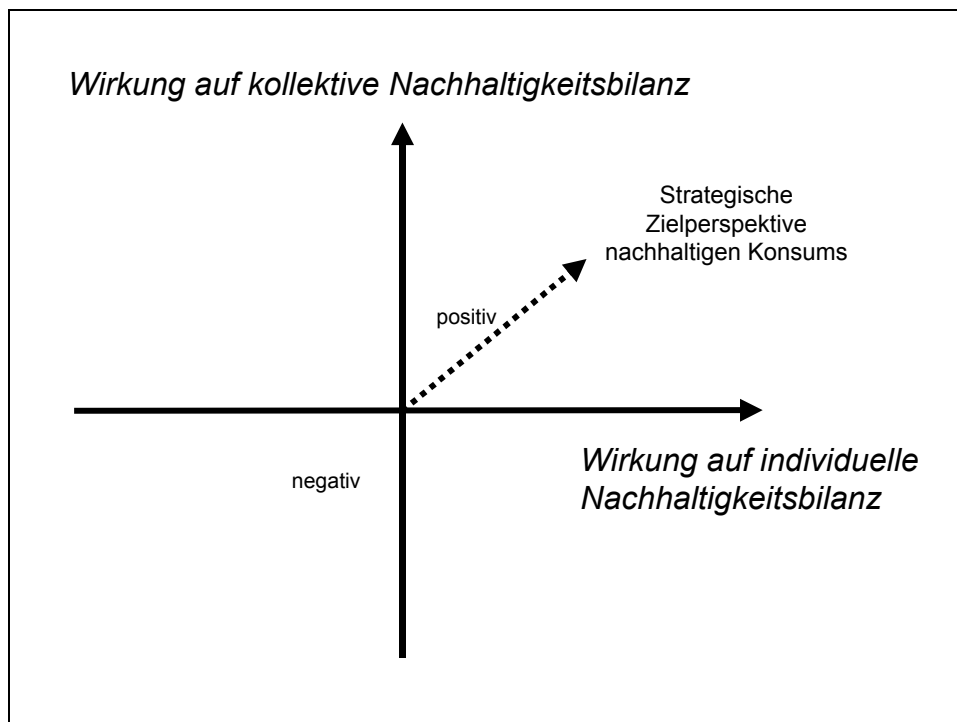 Wirkung auf kollektive Nachhaltigkeitsbilanz
Strategische
Zielperspektive
nachhaltigen Konsums
positiv
Wirkung auf individuelle
Nachhaltigkeitsbilanz
negativ